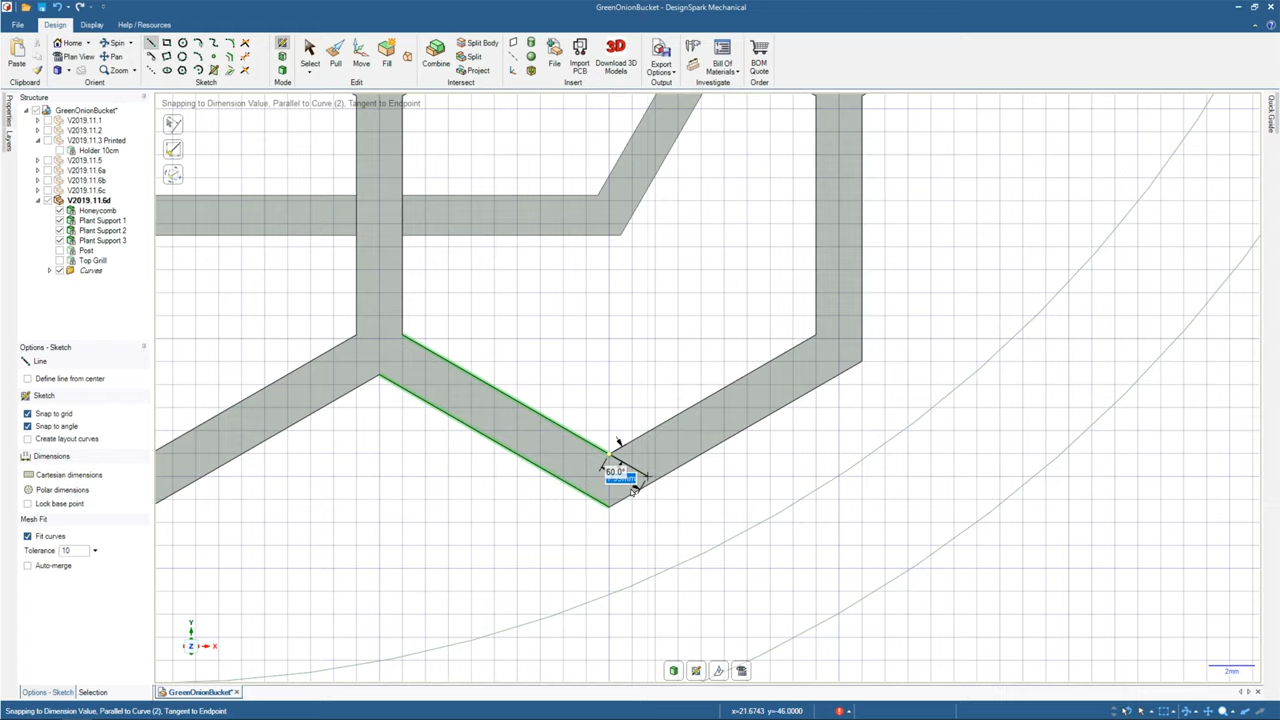 GreenOnionBucket - DesignSpark Mechanical
File
Design
Display
Help / Resources
Paste
Home
Plan View
Spin
Pan
Zoom
Select
Pull
Move
Fill
Combine
Split Body
Split
Project
File
Import PCB
3D
Download 3D Models
Export Options
Bill Of Materials
BOM Quote
Clipboard
Orient
Sketch
Mode
Edit
Intersect
Insert
Output
Investigate
Order
Properties
Layers
Structure
GreenOnionBucket*
V2019.11.1
V2019.11.2
V2019.11.3 Printed
Holder 10cm
V2019.11.5
V2019.11.6a
V2019.11.6b
V2019.11.6c
V2019.11.6d
Honeycomb
Plant Support 1
Plant Support 2
Plant Support 3
Post
Top Grill
Curves
Options - Sketch
Line
Define line from center
Sketch
Snap to grid
Snap to angle
Create layout curves
Dimensions
Cartesian dimensions
Polar dimensions
Lock base point
Mesh Fit
Fit curves
Tolerance 10
Auto-merge
Options - Sketch
Selection
Snapping to Dimension Value, Parallel to Curve (2), Tangent to Endpoint
60.0°
Y
Z
X
2mm
Quick Guide
GreenOnionBucket*
Snapping to Dimension Value, Parallel to Curve (2), Tangent to Endpoint
x=21.6743 y=-46.0000